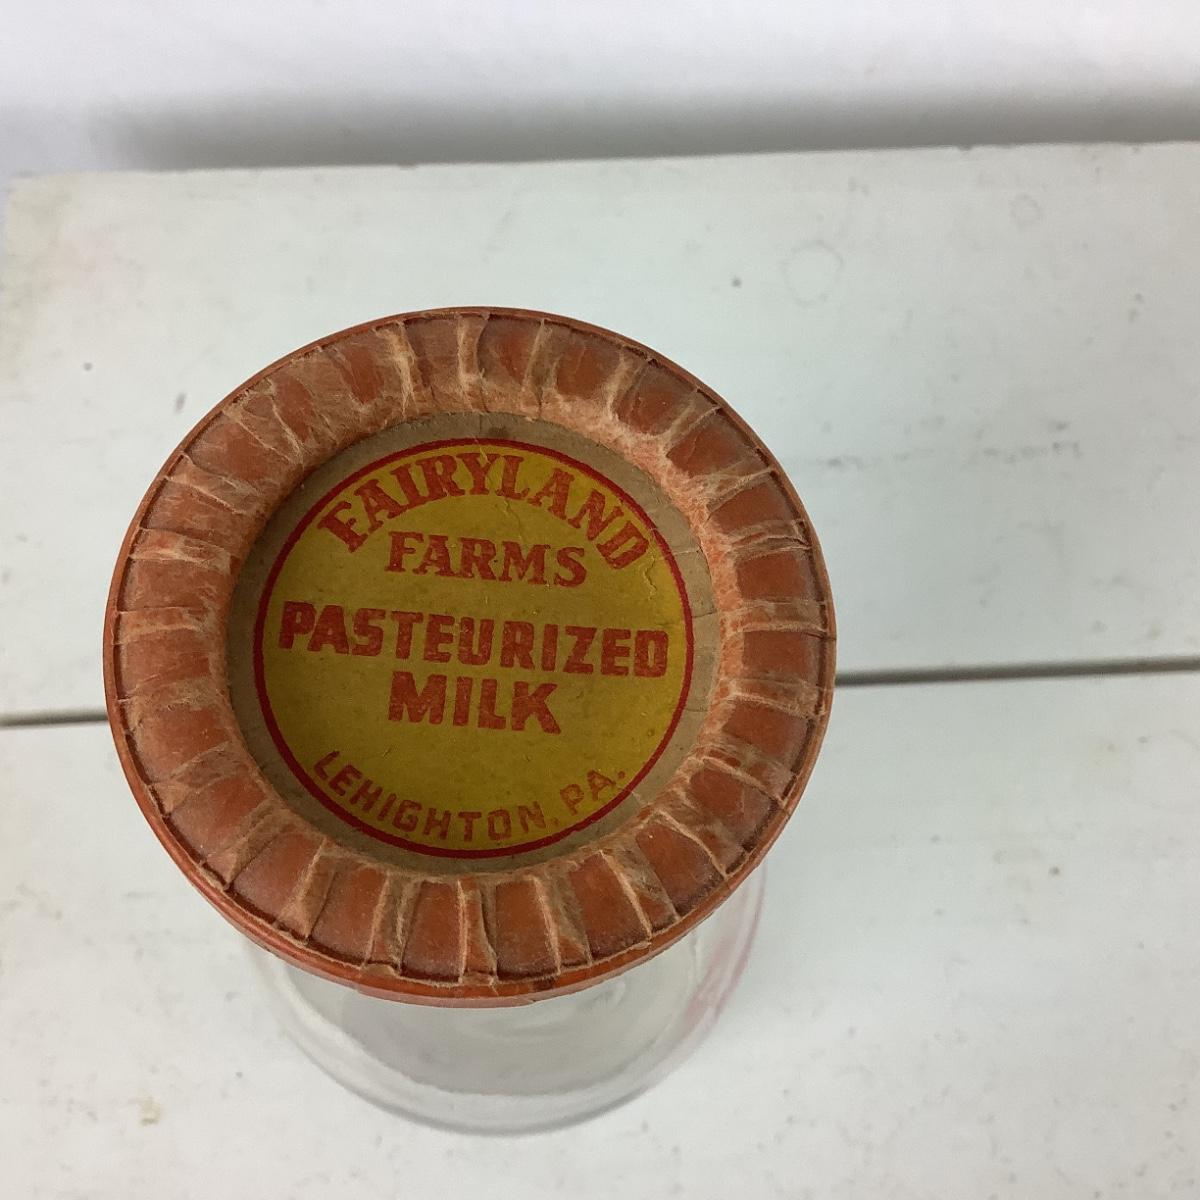 FAIRYLAND
FARMS
PASTEURIZED
MILK
LEHIGHTON, PA.